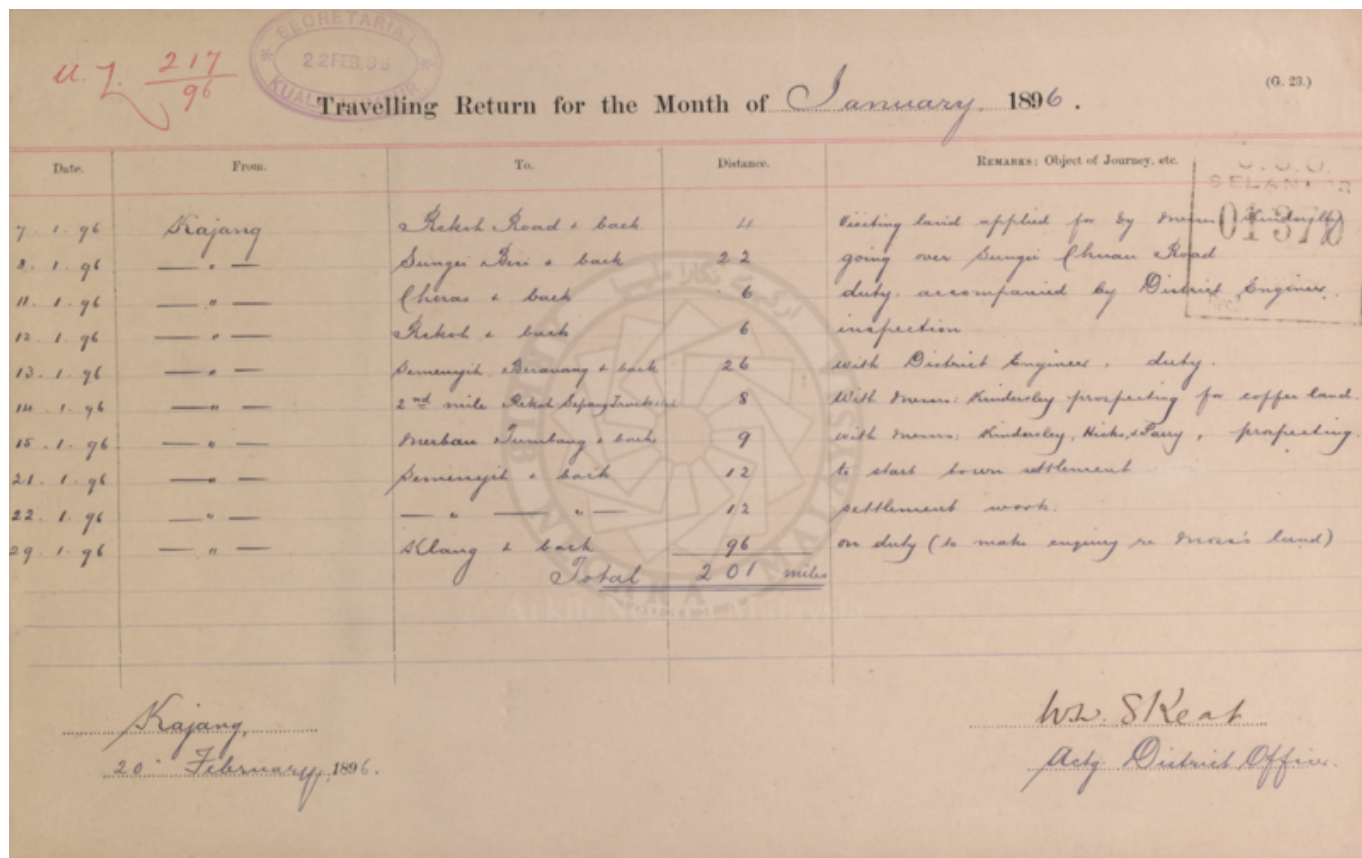 U.L. 217/96
SECRETARIAT
22 FEB. 96
KUALA LUMPUR
(G. 23.)
Travelling Return for the Month of January. 1896.
Date. From. To. Distance. REMARKS: Object of Journey, etc.
SELANGOR
7. 1. 96 Kajang Rekoh Road & back. 4 Visiting land applied for by Messrs Kindersley
8. 1. 96 — " — Sungei Besi & back 22 going over Sungei Chuan Road
11. 1. 96 — " — Cheras & back 6 duty. accompanied by District Engineer.
12. 1. 96 — " — Rekoh & back 6 inspection
13. 1. 96 — " — Semenyih, Beranang & back 26 with District Engineer, duty.
14. 1. 96 — " — 2nd mile Rekoh Sepang 8 With Messrs: Kindersley prospecting for coffee land.
15. 1. 96 — " — Merbau & back 9 with Messrs: Kindersley, Hicks, & Parry, prospecting.
21. 1. 96 — " — Semenyih & back 12 to start town settlement
22. 1. 96 — " — — " — " — 12 settlement work.
29. 1. 96 — " — Klang & back 96 on duty (to make enquiry re land)
Total 201 miles
Arkib Negara Malaysia
Kajang,
20 February, 1896.
W.W. Skeat
Actg District Officer.